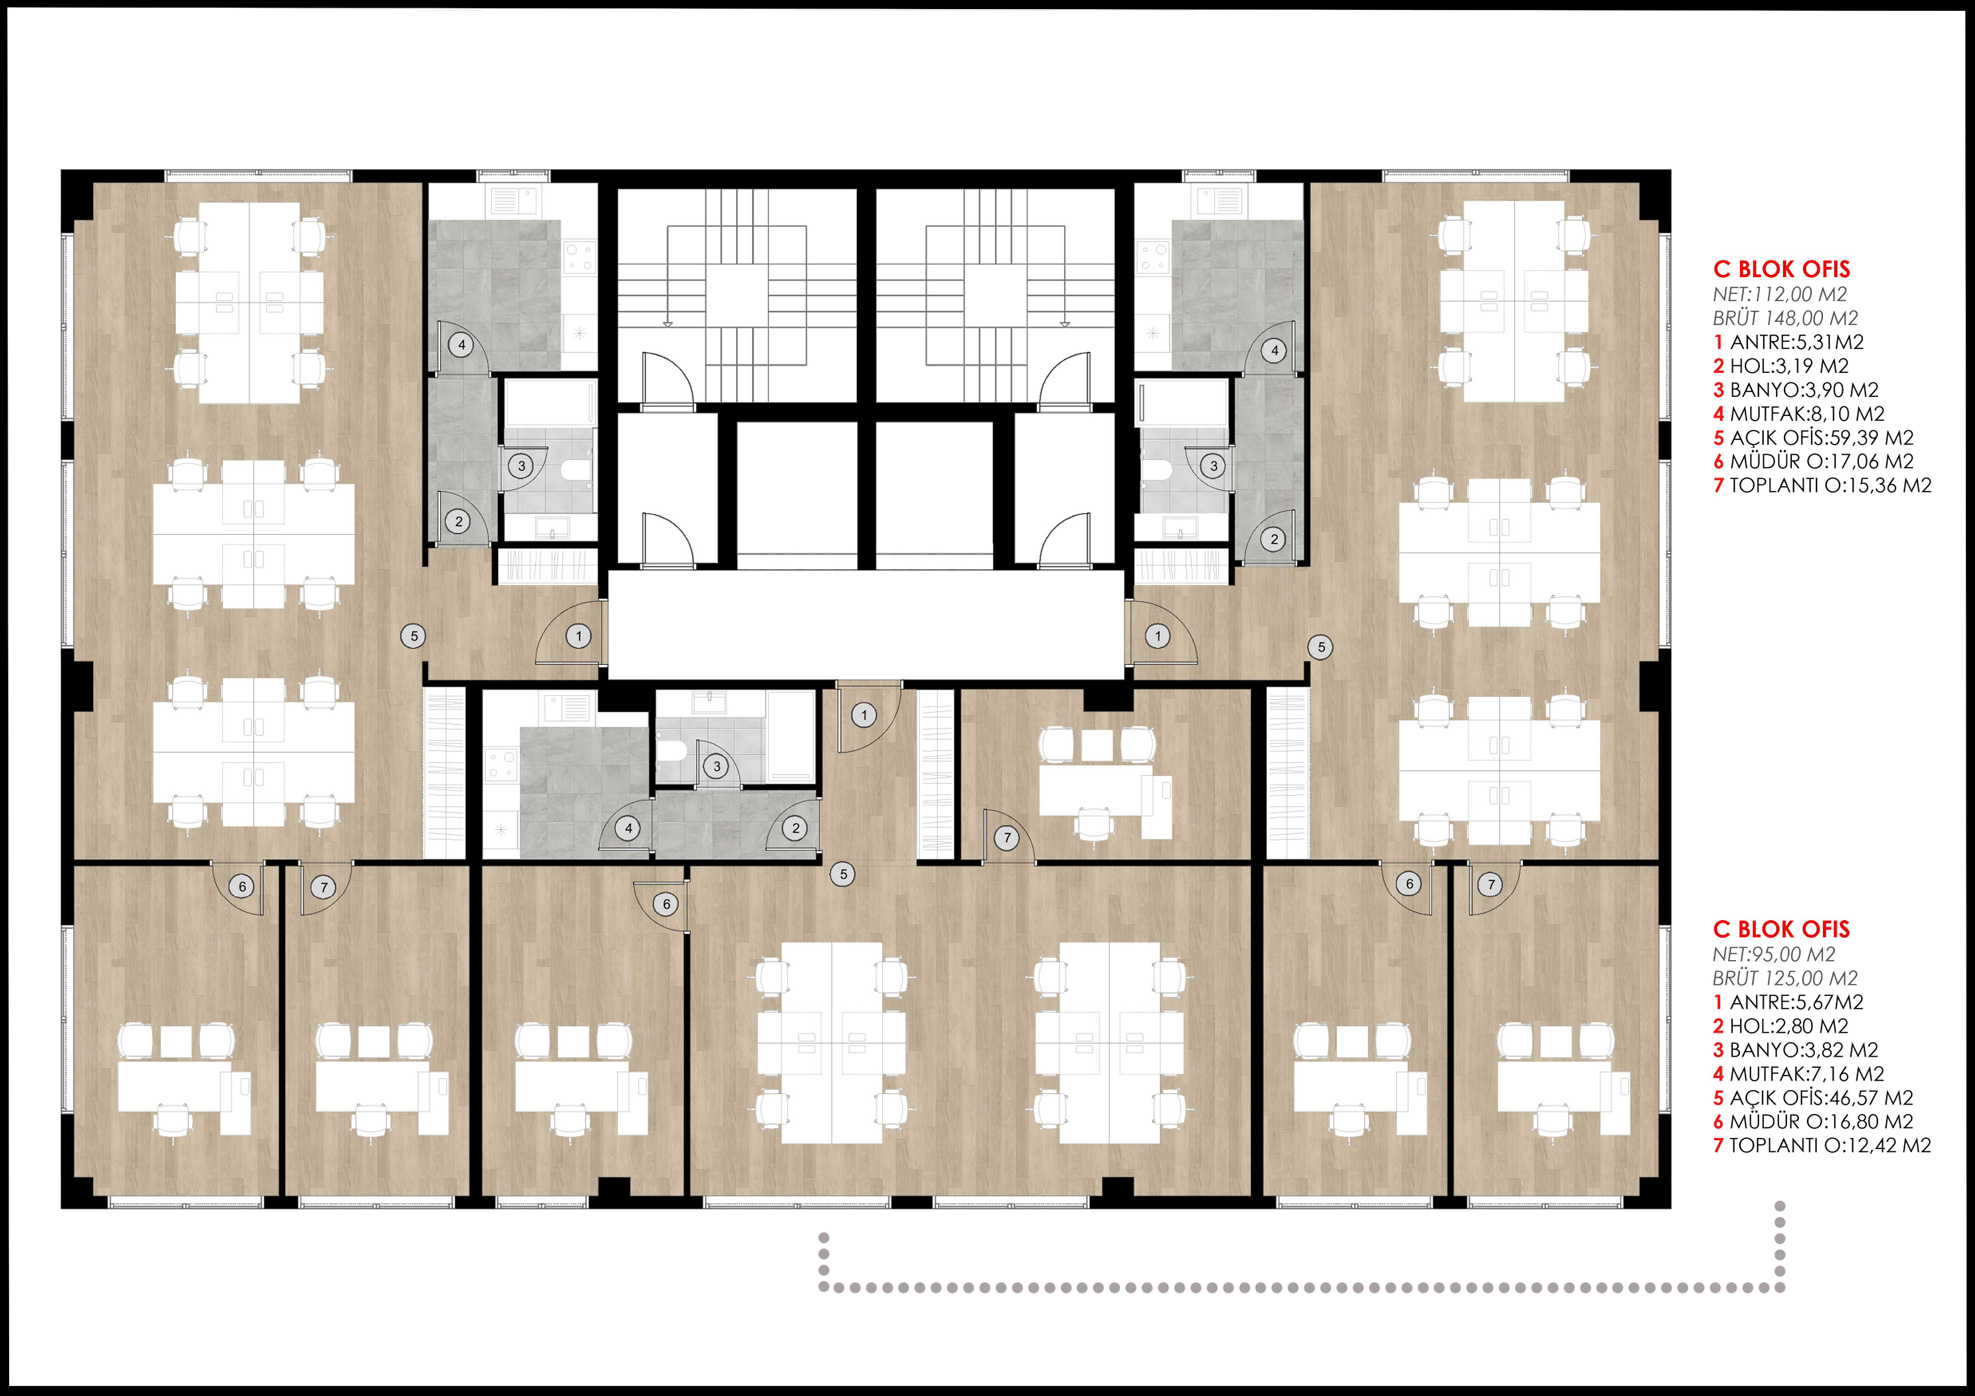 C BLOK OFIS
NET:112,00 M2
BRÜT 148,00 M2
1 ANTRE:5,31M2
2 HOL:3,19 M2
3 BANYO:3,90 M2
4 MUTFAK:8,10 M2
5 AÇIK OFİS:59,39 M2
6 MÜDÜR O:17,06 M2
7 TOPLANTI O:15,36 M2
C BLOK OFIS
NET:95,00 M2
BRÜT 125,00 M2
1 ANTRE:5,67M2
2 HOL:2,80 M2
3 BANYO:3,82 M2
4 MUTFAK:7,16 M2
5 AÇIK OFİS:46,57 M2
6 MÜDÜR O:16,80 M2
7 TOPLANTI O:12,42 M2
4
4
3
3
2
2
5
1
1
5
1
3
4
2
7
5
6
7
6
6
7